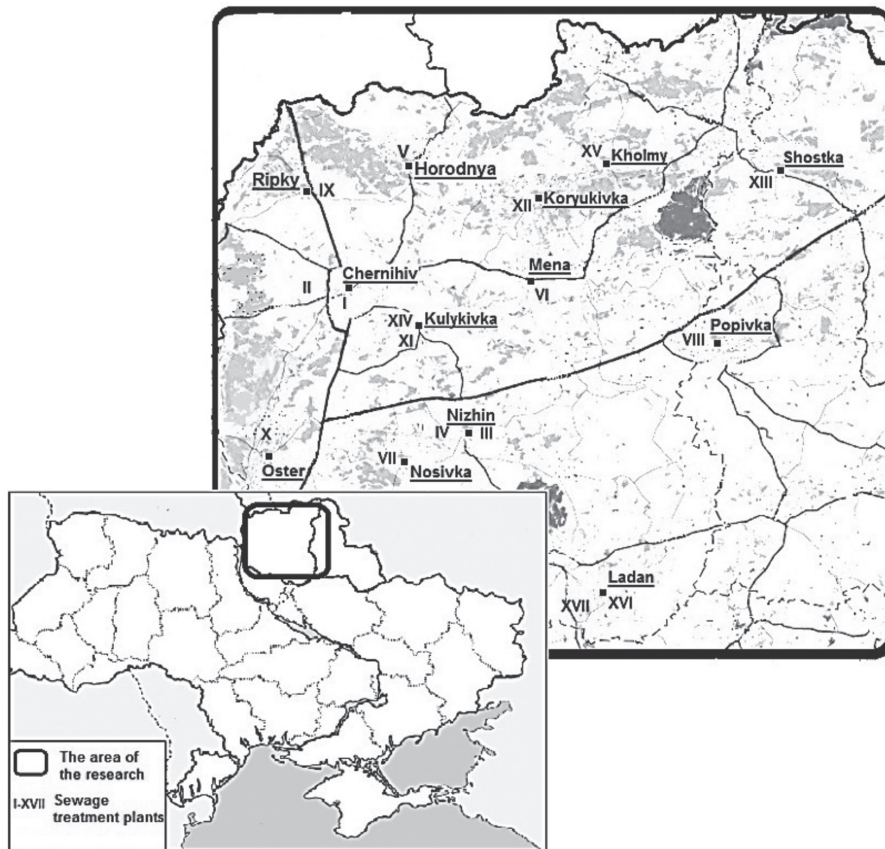 V
XV Kholmy
Horodnya
Shostka
XIII
Ripky IX
XII Koryukivka
Chernihiv
Mena
II
I
VI
XIV Kulykivka
XI
VIII Popivka
Nizhin
IV III
X
VII
Oster
Nosivka
Ladan
XVII XVI
The area of
the research
I-XVII Sewage
treatment plants